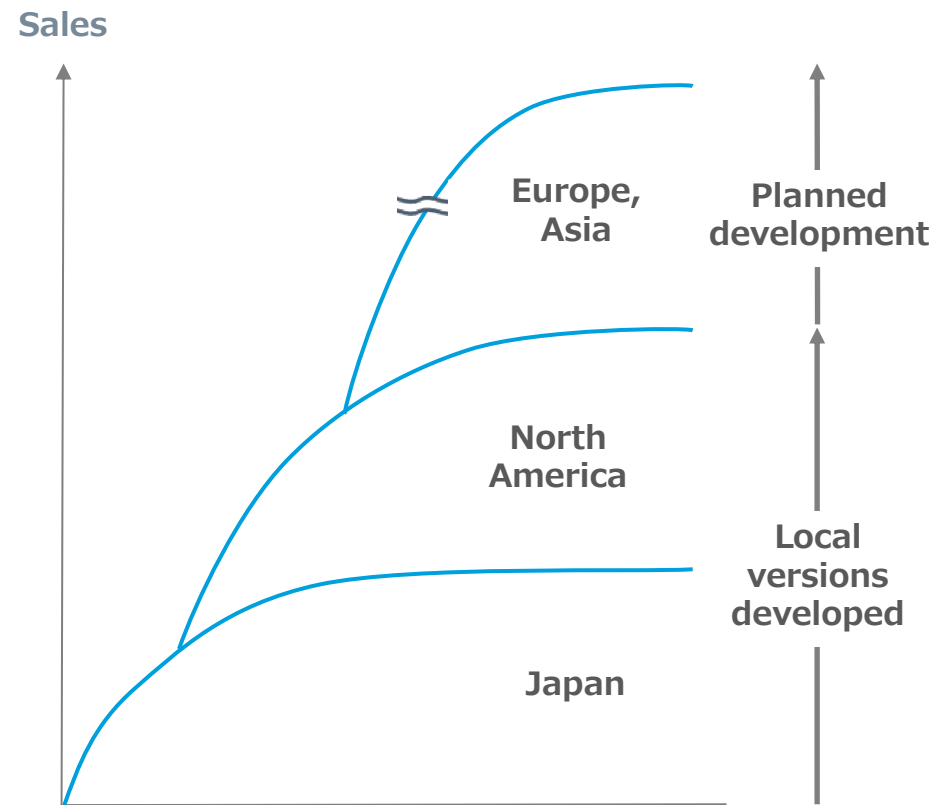 Sales
Europe,
Asia
Planned
development
North
America
Local
versions
developed
Japan